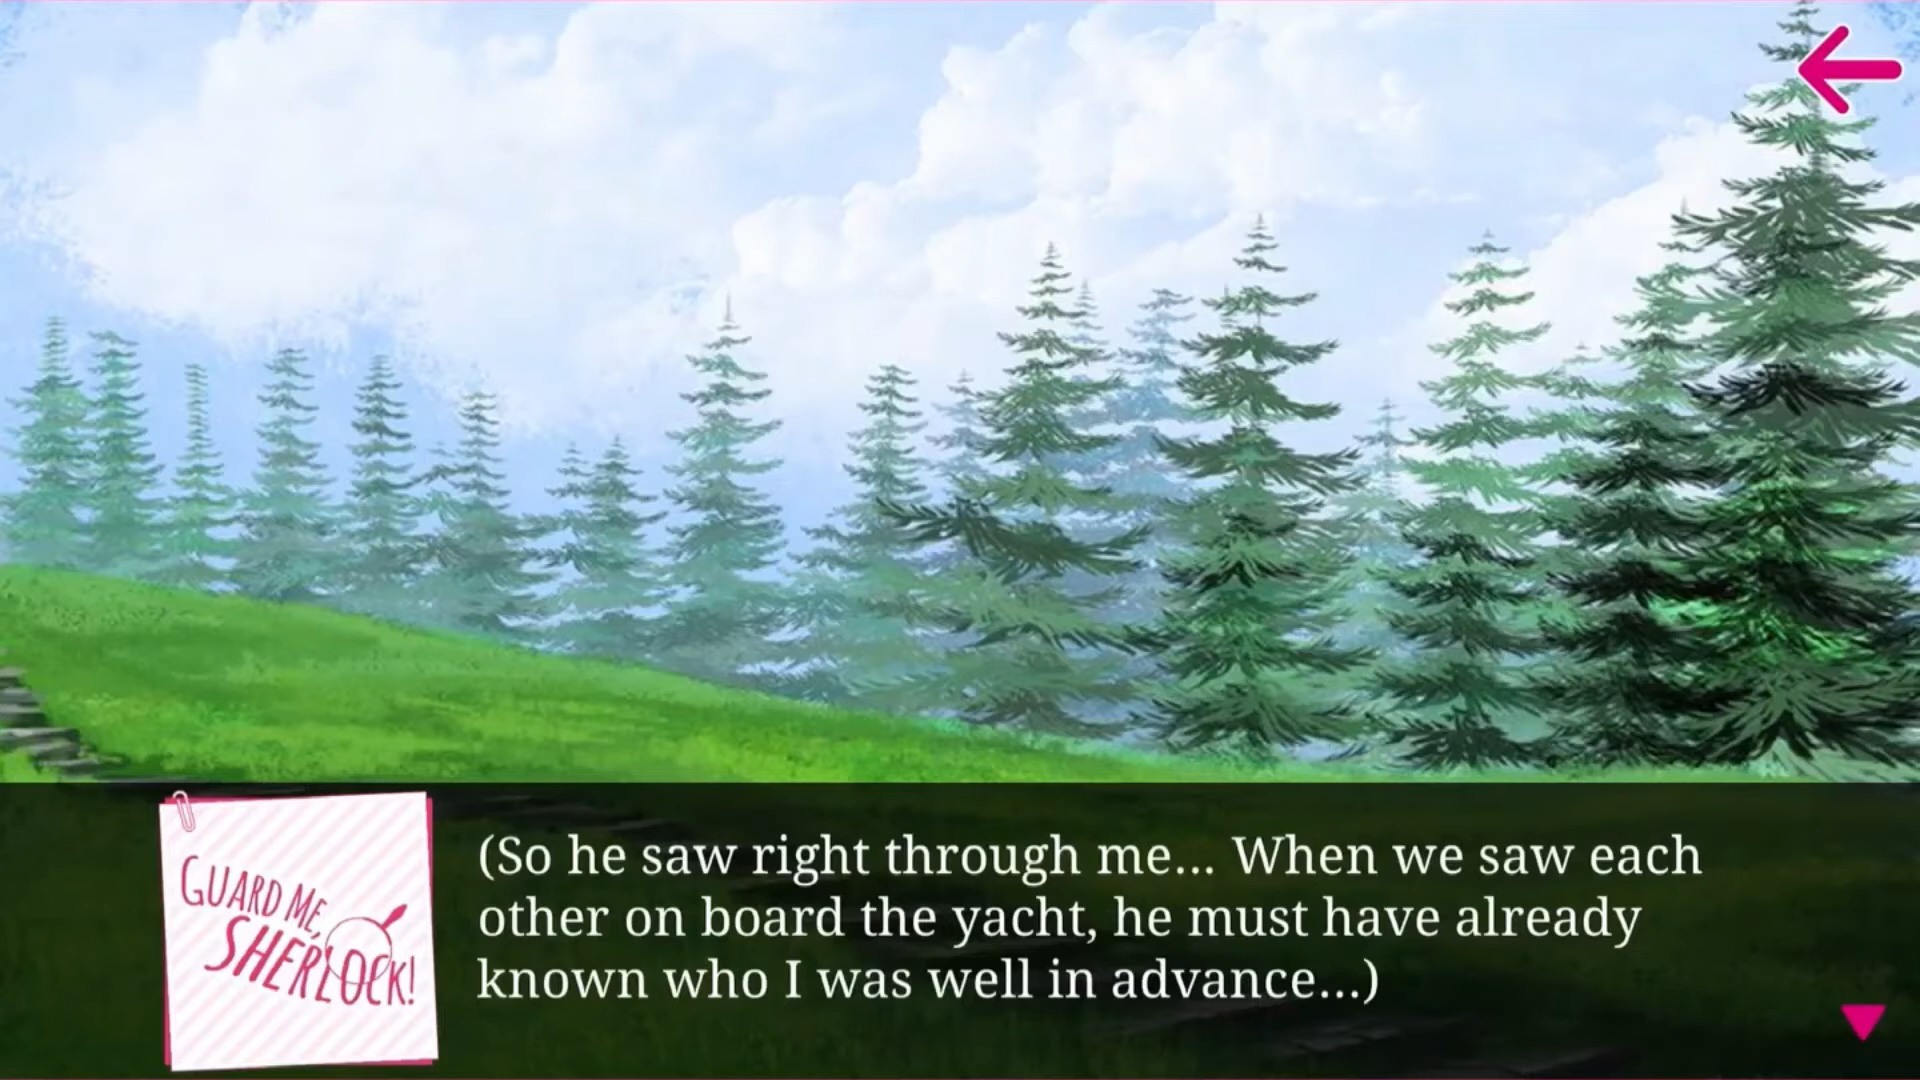 (So he saw right through me... When we saw each
other on board the yacht, he must have already
known who I was well in advance...)
GUARD ME,
SHERLOCK!